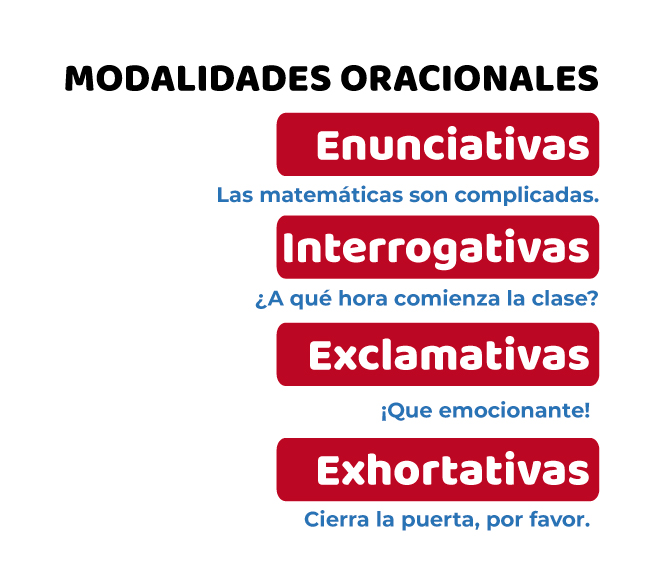 MODALIDADES ORACIONALES
Enunciativas
Las matemáticas son complicadas.
Interrogativas
¿A qué hora comienza la clase?
Exclamativas
¡Que emocionante!
Exhortativas
Cierra la puerta, por favor.